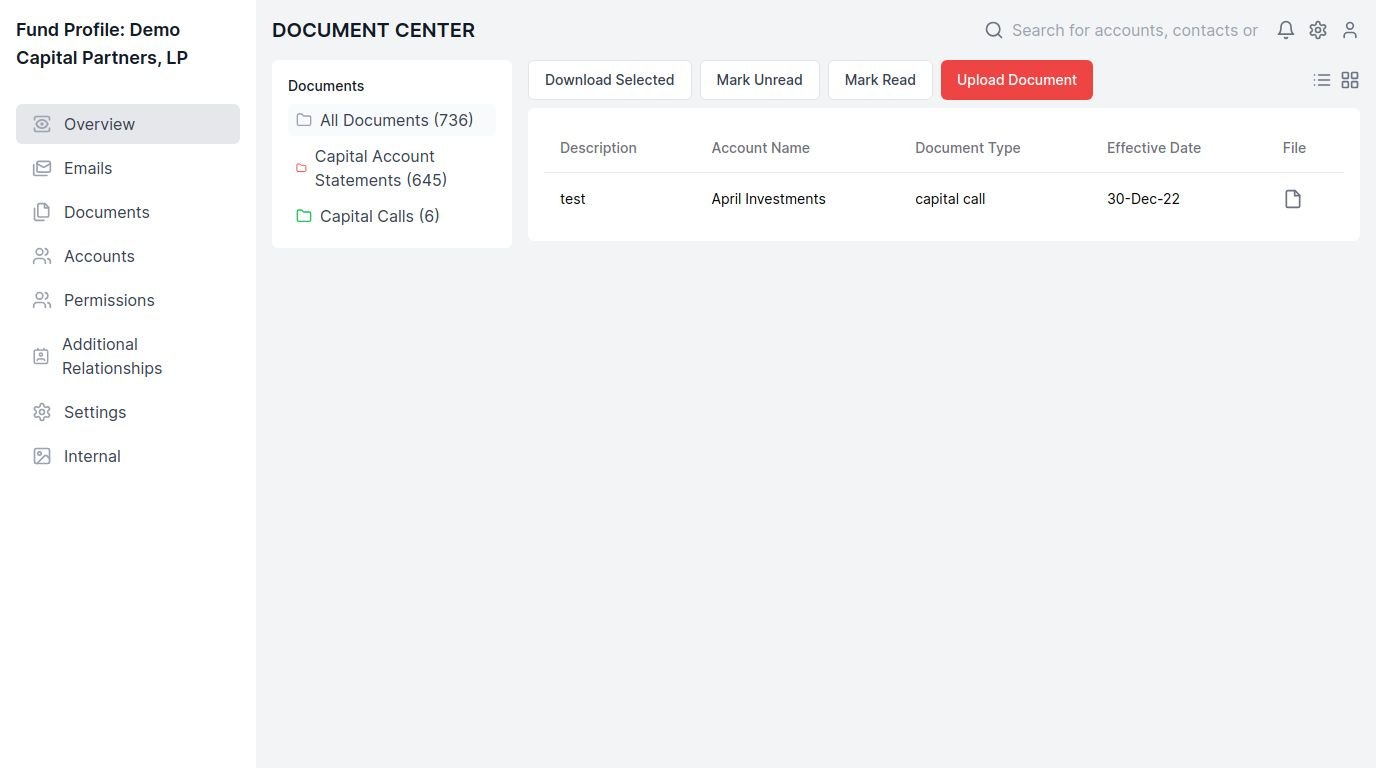 Fund Profile: Demo
Capital Partners, LP
Overview
Emails
Documents
Accounts
Permissions
Additional
Relationships
Settings
Internal
DOCUMENT CENTER
Search for accounts, contacts or
Documents
All Documents (736)
Capital Account
Statements (645)
Capital Calls (6)
Download Selected
Mark Unread
Mark Read
Upload Document
Description Account Name Document Type Effective Date File
test April Investments capital call 30-Dec-22